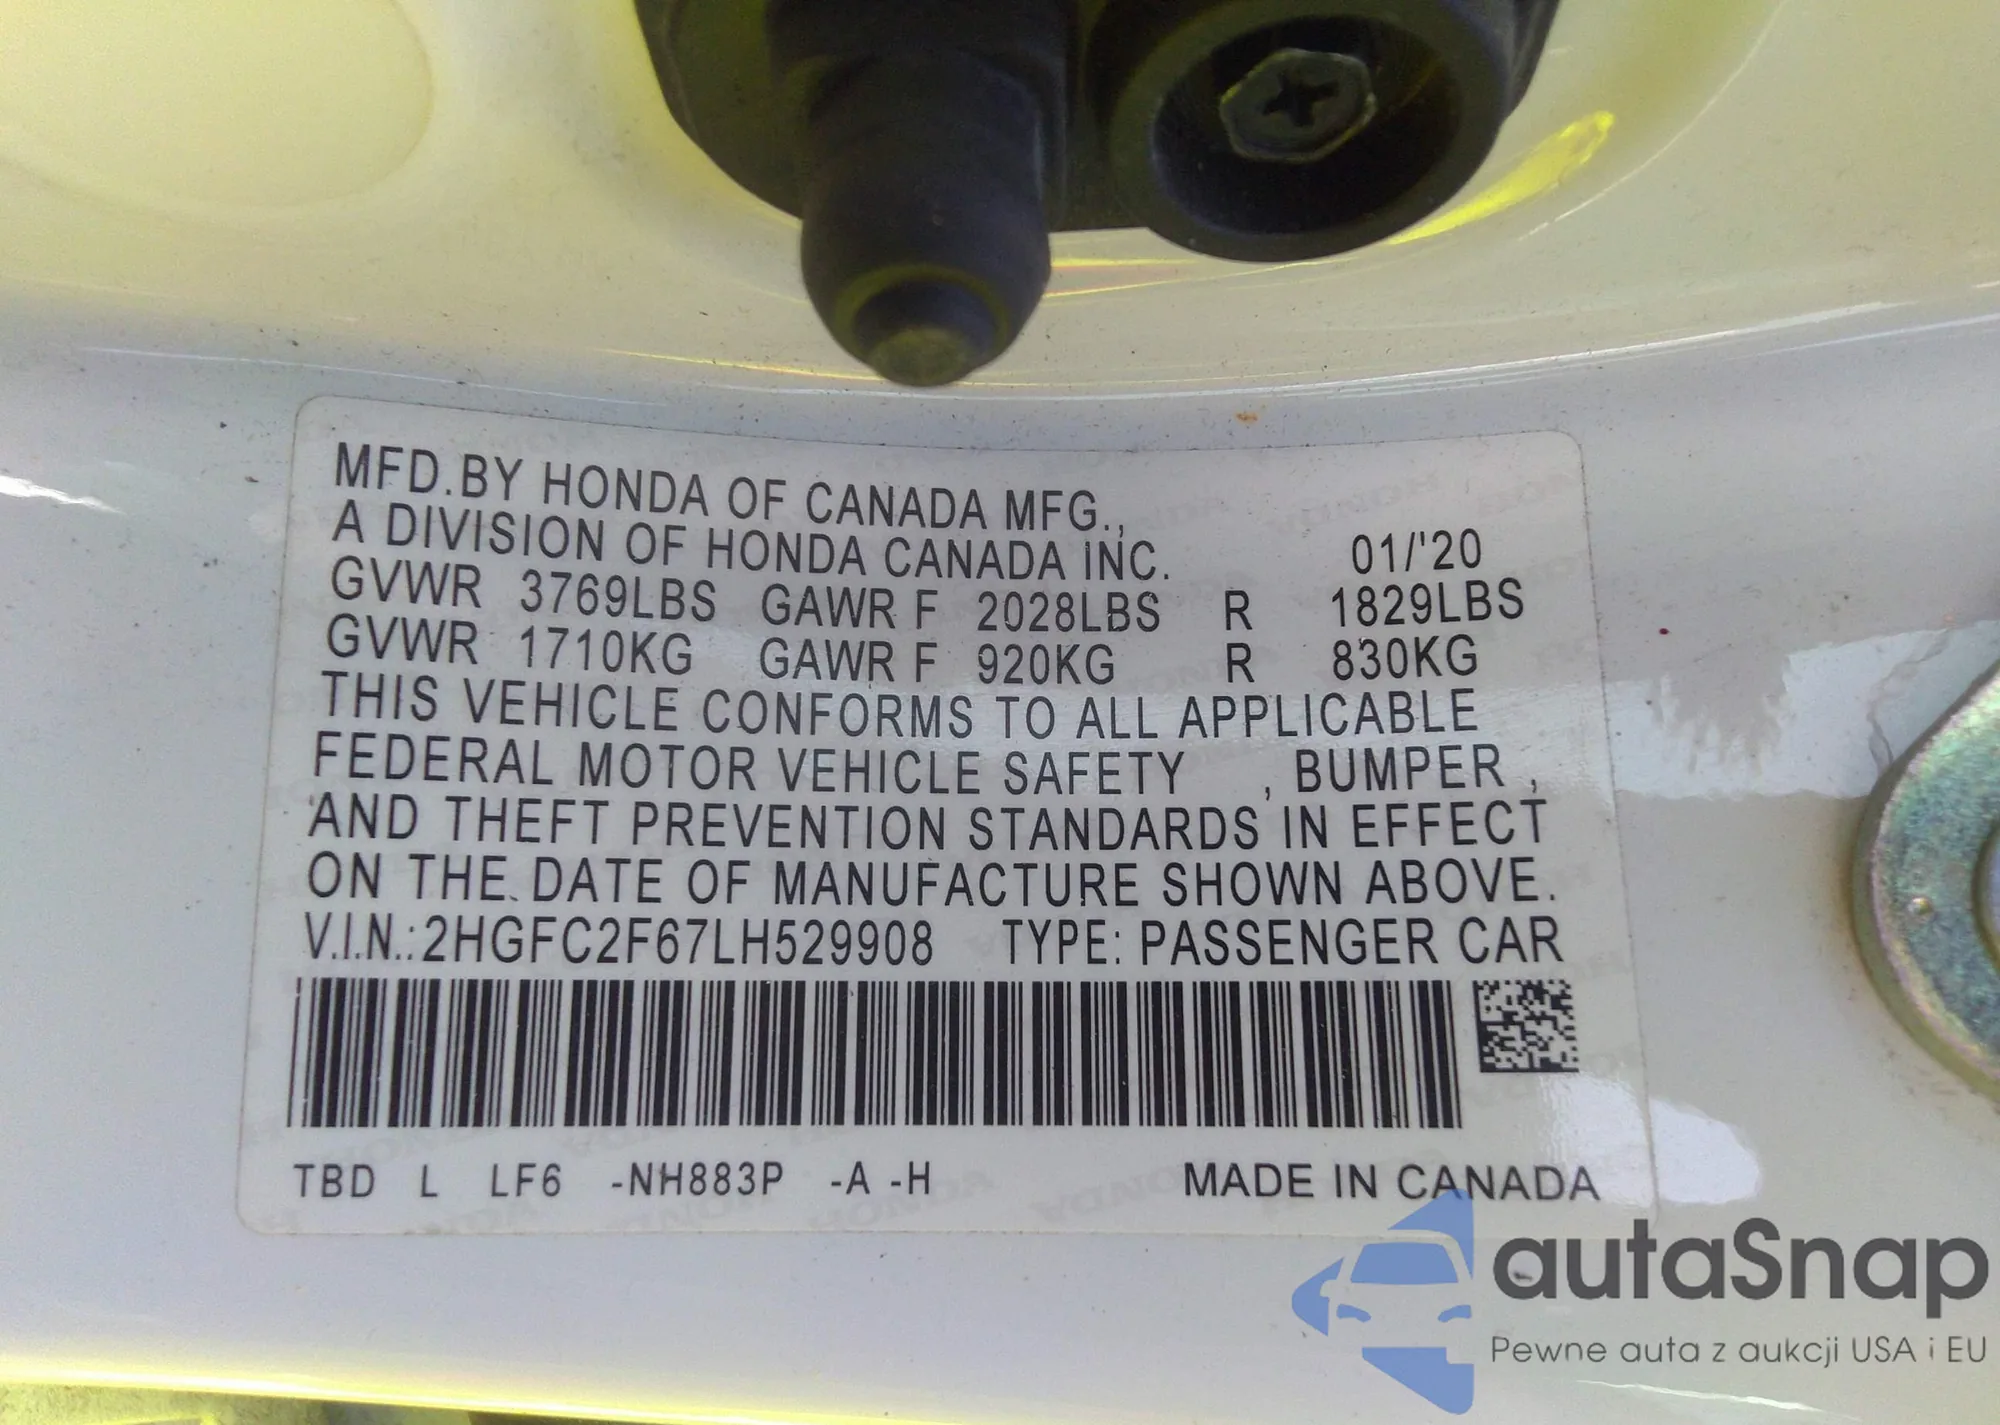 MFD.BY HONDA OF CANADA MFG.,
A DIVISION OF HONDA CANADA INC. 01/'20
GVWR 3769LBS GAWR F 2028LBS R 1829LBS
GVWR 1710KG GAWR F 920KG R 830KG
THIS VEHICLE CONFORMS TO ALL APPLICABLE
FEDERAL MOTOR VEHICLE SAFETY , BUMPER ,
AND THEFT PREVENTION STANDARDS IN EFFECT
ON THE DATE OF MANUFACTURE SHOWN ABOVE.
V.I.N.:2HGFC2F67LH529908 TYPE: PASSENGER CAR
TBD L LF6 -NH883P -A -H MADE IN CANADA
autaSnap
Pewne auta z aukcji USA i EU